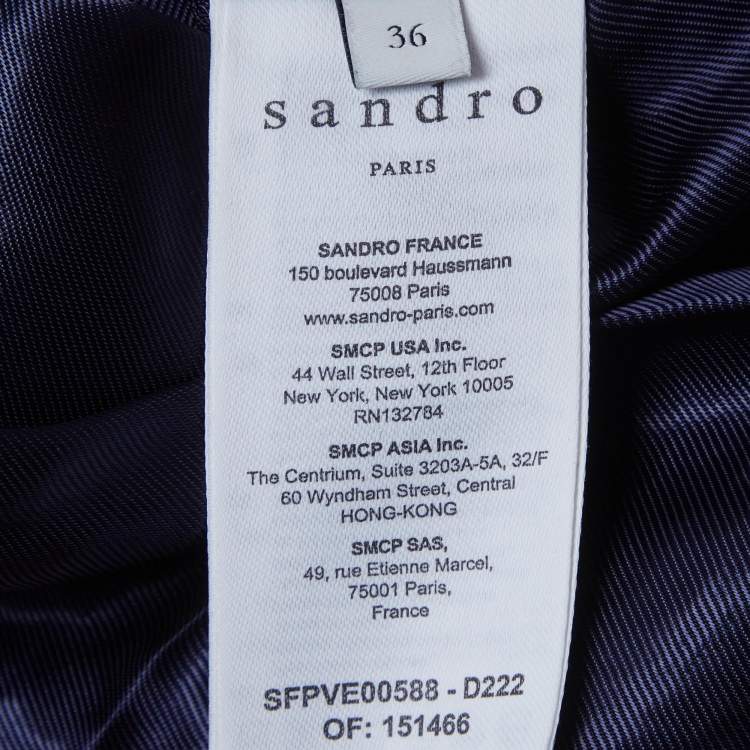 36
sandro
PARIS
SANDRO FRANCE
150 boulevard Haussmann
75008 Paris
www.sandro-paris.com
SMCP USA Inc.
44 Wall Street, 12th Floor
New York, New York 10005
RN132784
SMCP ASIA Inc.
The Centrium, Suite 3203A-5A, 32/F
60 Wyndham Street, Central
HONG-KONG
SMCP SAS,
49, rue Etienne Marcel,
75001 Paris,
France
SFPVE00588 - D222
OF: 151466